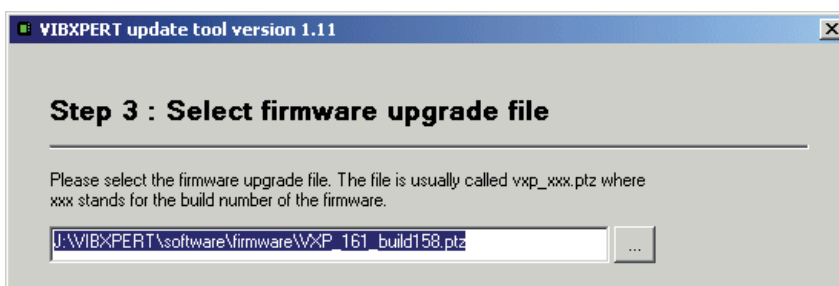 VIBXPERT update tool version 1.11
Step 3 : Select firmware upgrade file
Please select the firmware upgrade file. The file is usually called vxp_xxx.ptz where
xxx stands for the build number of the firmware.
J:\VIBXPERT\software\firmware\VXP_161_build158.ptz
...